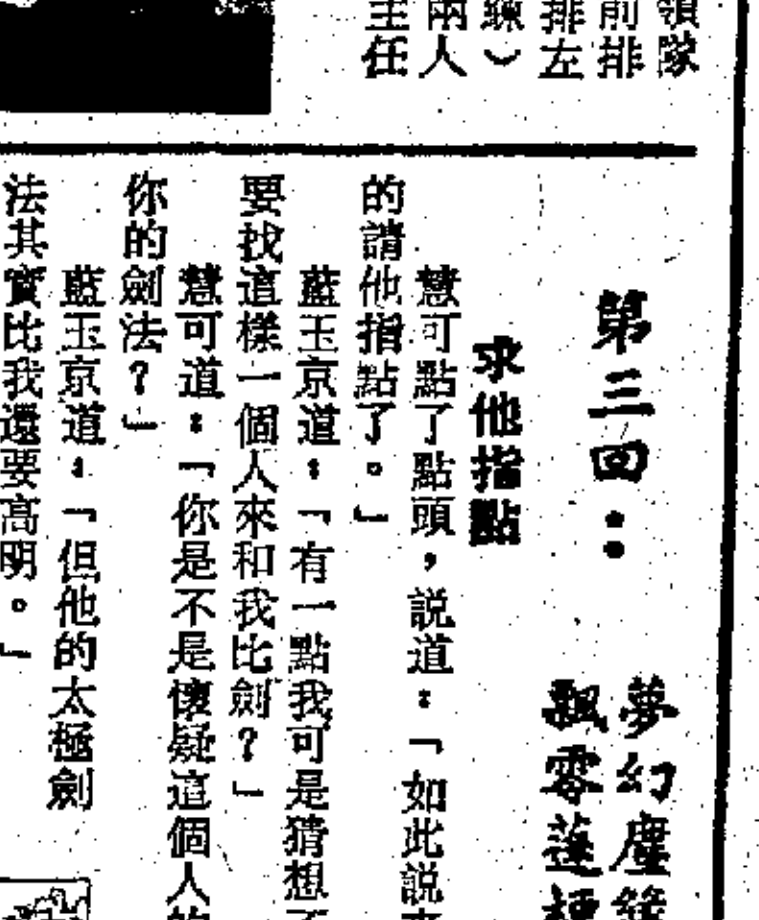 領隊
前排
排左
）
兩人
主任
第三回：
夢幻塵緣
飄零蓬梗
求他指點
慧可點了點頭，説道：「如此説來
的請他指點了。」
藍玉京道：「有一點我可是猜想不
要找這樣一個人來和我比劍？」
慧可道：「你是不是懷疑這個人的
你的劍法？」
藍玉京道：「但他的太極劍
法其實比我還要高明。」